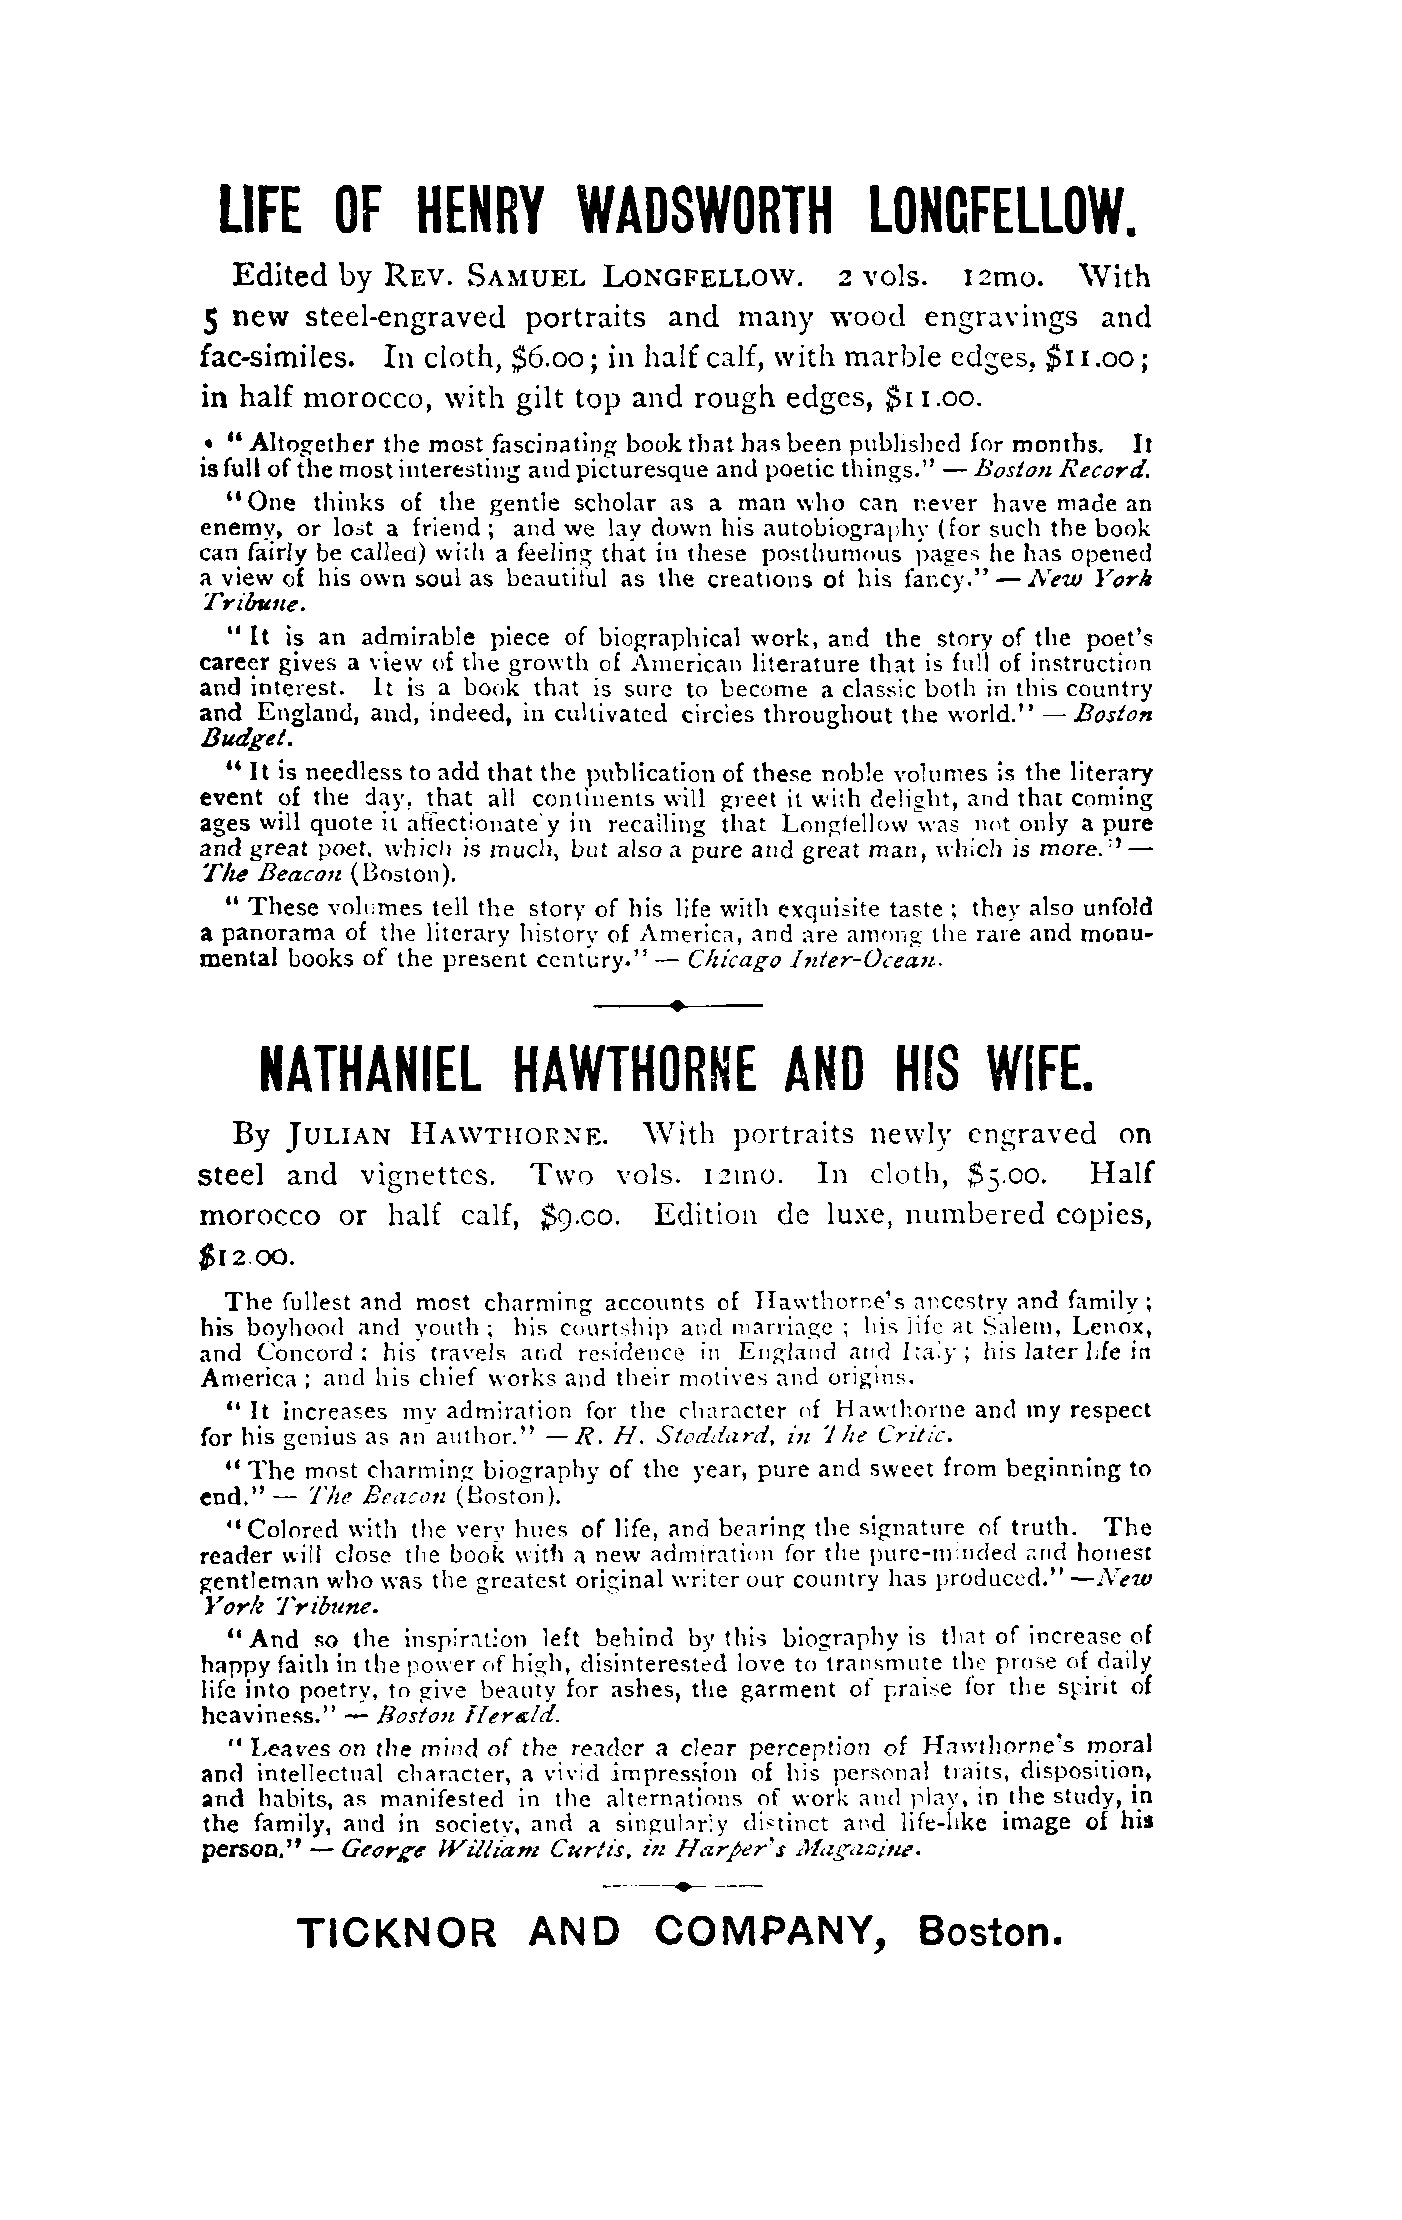 LIFE OF HENRY WADSWORTH LONGFELLOW.
Edited by REV. SAMUEL LONGFELLOW. 2 vols. 12mo. With
5 new steel-engraved portraits and many wood engravings and
fac-similes. In cloth, $6.00; in half calf, with marble edges, $11.00;
in half morocco, with gilt top and rough edges, $11.00.
"Altogether the most fascinating book that has been published for months. It
is full of the most interesting and picturesque and poetic things." — Boston Record.
"One thinks of the gentle scholar as a man who can never have made an
enemy, or lost a friend; and we lay down his autobiography (for such the book
can fairly be called) with a feeling that in these posthumous pages he has opened
a view of his own soul as beautiful as the creations of his fancy." — New York
Tribune.
"It is an admirable piece of biographical work, and the story of the poet's
career gives a view of the growth of American literature that is full of instruction
and interest. It is a book that is sure to become a classic both in this country
and England, and, indeed, in cultivated circles throughout the world." — Boston
Budget.
"It is needless to add that the publication of these noble volumes is the literary
event of the day, that all continents will greet it with delight, and that coming
ages will quote it affectionately in recalling that Longfellow was not only a pure
and great poet, which is much, but also a pure and great man, which is more." —
The Beacon (Boston).
"These volumes tell the story of his life with exquisite taste; they also unfold
a panorama of the literary history of America, and are among the rare and monu-
mental books of the present century." — Chicago Inter-Ocean.
NATHANIEL HAWTHORNE AND HIS WIFE.
By JULIAN HAWTHORNE. With portraits newly engraved on
steel and vignettes. Two vols. 12mo. In cloth, $5.00. Half
morocco or half calf, $9.00. Edition de luxe, numbered copies,
$12.00.
The fullest and most charming accounts of Hawthorne's ancestry and family;
his boyhood and youth; his courtship and marriage; his life at Salem, Lenox,
and Concord; his travels and residence in England and Italy; his later life in
America; and his chief works and their motives and origins.
"It increases my admiration for the character of Hawthorne and my respect
for his genius as an author." — R. H. Stoddard, in The Critic.
"The most charming biography of the year, pure and sweet from beginning to
end." — The Beacon (Boston).
"Colored with the very hues of life, and bearing the signature of truth. The
reader will close the book with a new admiration for the pure-minded and honest
gentleman who was the greatest original writer our country has produced." — New
York Tribune.
"And so the inspiration left behind by this biography is that of increase of
happy faith in the power of high, disinterested love to transmute the prose of daily
life into poetry, to give beauty for ashes, the garment of praise for the spirit of
heaviness." — Boston Herald.
"Leaves on the mind of the reader a clear perception of Hawthorne's moral
and intellectual character, a vivid impression of his personal traits, disposition,
and habits, as manifested in the alternations of work and play, in the study, in
the family, and in society, and a singularly distinct and life-like image of his
person." — George William Curtis, in Harper's Magazine.
TICKNOR AND COMPANY, Boston.